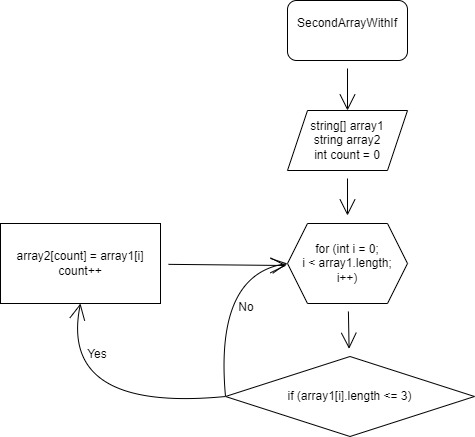 SecondArrayWithIf
string[] array1
string array2
int count = 0
for (int i = 0;
i < array1.length;
i++)
array2[count] = array1[i]
count++
No
Yes
if (array1[i].length <= 3)